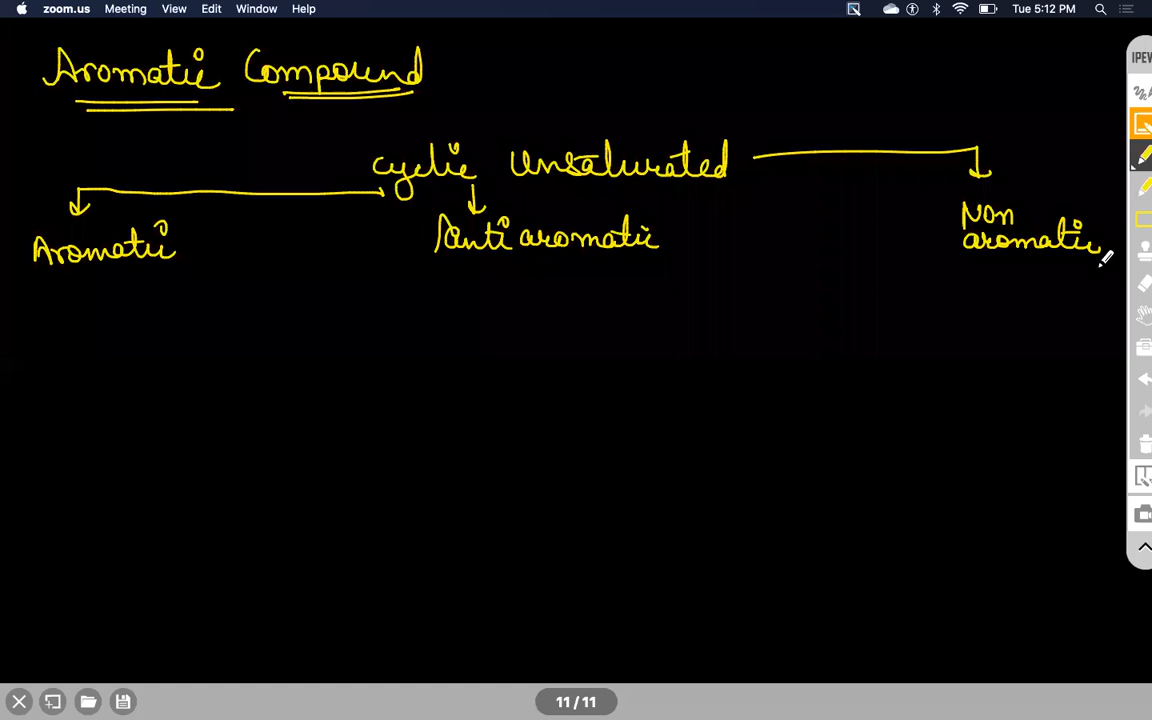 zoom.us Meeting View Edit Window Help Tue 5:12 PM
IPEV
Aromatic Compound
cyclic Unsaturated
Aromatic Anti aromatic Non
aromatic
11 / 11